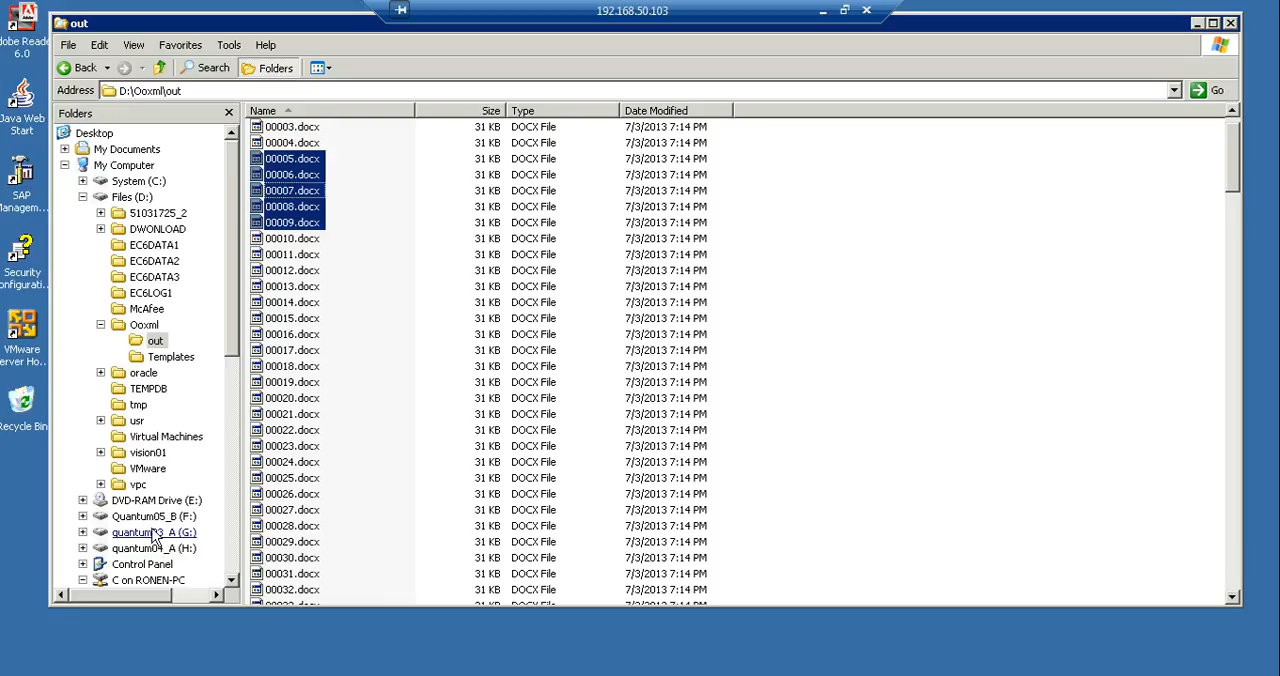 192.168.50.103
out
File Edit View Favorites Tools Help
Back Search Folders
Address D:\Ooxml\out Go
Folders
Name Size Type Date Modified
Desktop
My Documents
My Computer
System (C:)
Files (D:)
51031725_2
DWONLOAD
EC6DATA1
EC6DATA2
EC6DATA3
EC6LOG1
McAfee
Ooxml
out
Templates
oracle
TEMPDB
tmp
usr
Virtual Machines
vision01
VMware
vpc
DVD-RAM Drive (E:)
Quantum05_B (F:)
quantum03_A (G:)
quantum04_A (H:)
Control Panel
C on RONEN-PC
00003.docx 31 KB DOCX File 7/3/2013 7:14 PM
00004.docx 31 KB DOCX File 7/3/2013 7:14 PM
00005.docx 31 KB DOCX File 7/3/2013 7:14 PM
00006.docx 31 KB DOCX File 7/3/2013 7:14 PM
00007.docx 31 KB DOCX File 7/3/2013 7:14 PM
00008.docx 31 KB DOCX File 7/3/2013 7:14 PM
00009.docx 31 KB DOCX File 7/3/2013 7:14 PM
00010.docx 31 KB DOCX File 7/3/2013 7:14 PM
00011.docx 31 KB DOCX File 7/3/2013 7:14 PM
00012.docx 31 KB DOCX File 7/3/2013 7:14 PM
00013.docx 31 KB DOCX File 7/3/2013 7:14 PM
00014.docx 31 KB DOCX File 7/3/2013 7:14 PM
00015.docx 31 KB DOCX File 7/3/2013 7:14 PM
00016.docx 31 KB DOCX File 7/3/2013 7:14 PM
00017.docx 31 KB DOCX File 7/3/2013 7:14 PM
00018.docx 31 KB DOCX File 7/3/2013 7:14 PM
00019.docx 31 KB DOCX File 7/3/2013 7:14 PM
00020.docx 31 KB DOCX File 7/3/2013 7:14 PM
00021.docx 31 KB DOCX File 7/3/2013 7:14 PM
00022.docx 31 KB DOCX File 7/3/2013 7:14 PM
00023.docx 31 KB DOCX File 7/3/2013 7:14 PM
00024.docx 31 KB DOCX File 7/3/2013 7:14 PM
00025.docx 31 KB DOCX File 7/3/2013 7:14 PM
00026.docx 31 KB DOCX File 7/3/2013 7:14 PM
00027.docx 31 KB DOCX File 7/3/2013 7:14 PM
00028.docx 31 KB DOCX File 7/3/2013 7:14 PM
00029.docx 31 KB DOCX File 7/3/2013 7:14 PM
00030.docx 31 KB DOCX File 7/3/2013 7:14 PM
00031.docx 31 KB DOCX File 7/3/2013 7:14 PM
00032.docx 31 KB DOCX File 7/3/2013 7:14 PM
dobe Reade
6.0
Java Web
Start
SAP
Managem...
Security
onfigurati...
VMware
erver Ho...
Recycle Bin